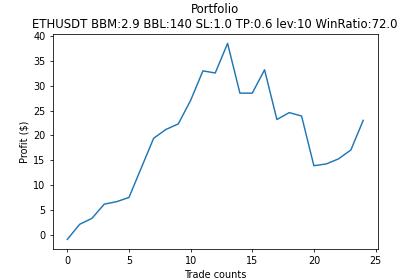 Portfolio
ETHUSDT BBM:2.9 BBL:140 SL:1.0 TP:0.6 lev:10 WinRatio:72.0
40
35
30
25
20
15
10
5
0
Profit ($)
0 5 10 15 20 25
Trade counts